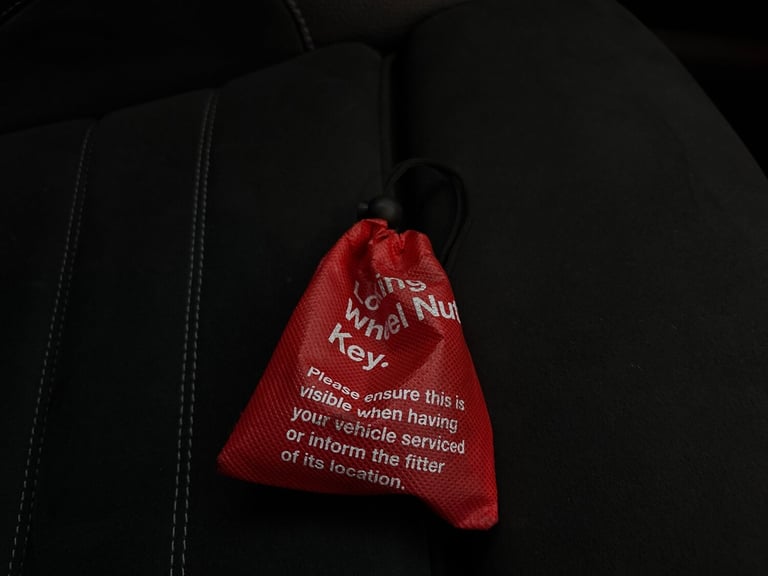 Wheel Nut
Key.
Please ensure this is
visible when having
your vehicle serviced
or inform the fitter
of its location.